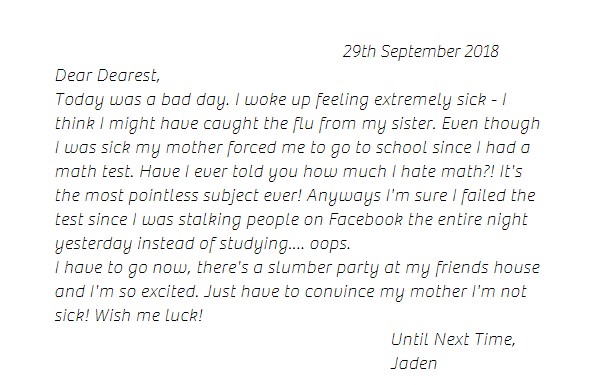 29th September 2018
Dear Dearest,
Today was a bad day. I woke up feeling extremely sick - I
think I might have caught the flu from my sister. Even though
I was sick my mother forced me to go to school since I had a
math test. Have I ever told you how much I hate math?! It's
the most pointless subject ever! Anyways I'm sure I failed the
test since I was stalking people on Facebook the entire night
yesterday instead of studying.... oops.
I have to go now, there's a slumber party at my friends house
and I'm so excited. Just have to convince my mother I'm not
sick! Wish me luck!
Until Next Time,
Jaden